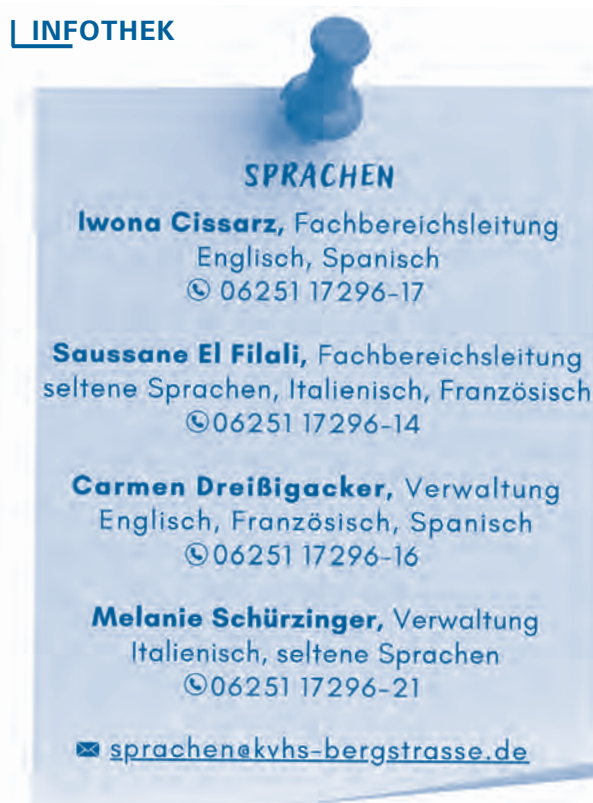 INFOTHEK
SPRACHEN
Iwona Cissarz, Fachbereichsleitung
Englisch, Spanisch
06251 17296-17
Saussane El Filali, Fachbereichsleitung
seltene Sprachen, Italienisch, Französisch
06251 17296-14
Carmen Dreißigacker, Verwaltung
Englisch, Französisch, Spanisch
06251 17296-16
Melanie Schürzinger, Verwaltung
Italienisch, seltene Sprachen
06251 17296-21
sprachen@kvhs-bergstrasse.de